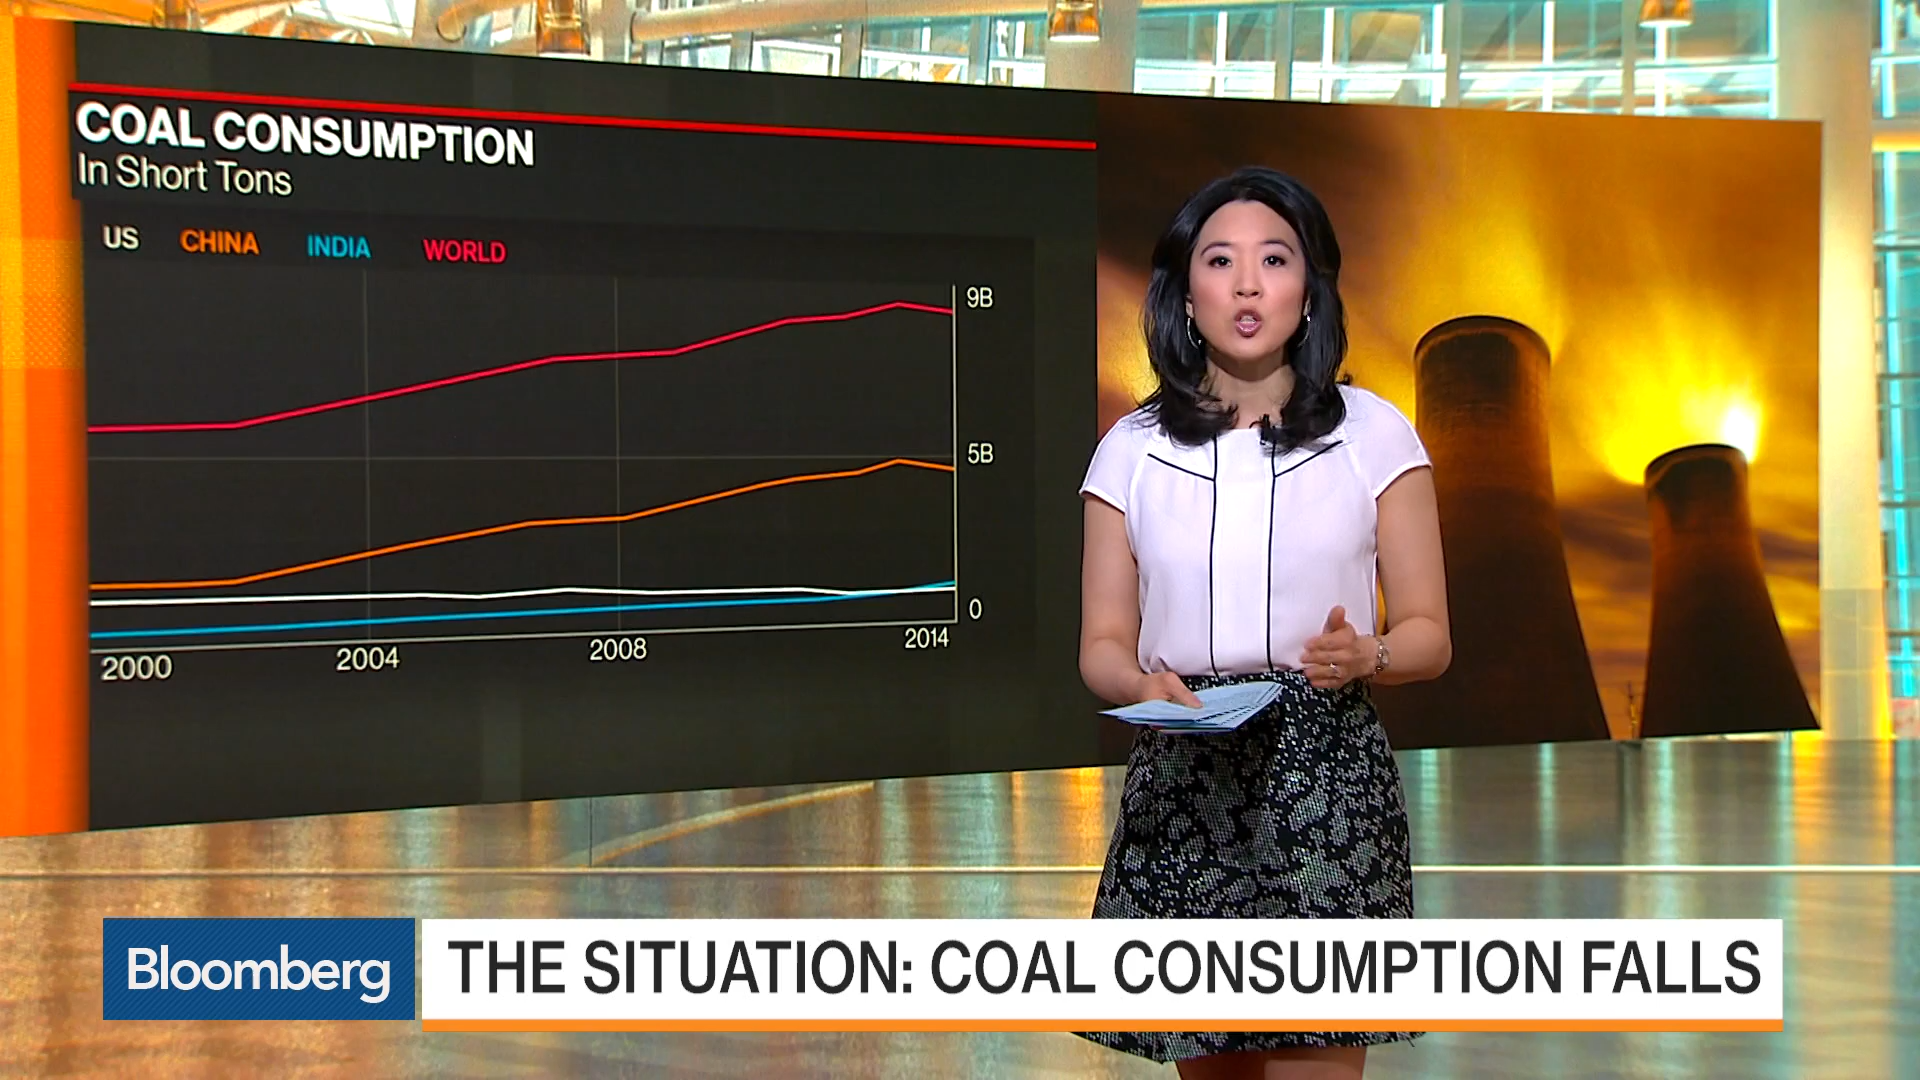 COAL CONSUMPTION
In Short Tons
US CHINA INDIA WORLD
9B
5B
0
2000 2004 2008 2014
Bloomberg
THE SITUATION: COAL CONSUMPTION FALLS